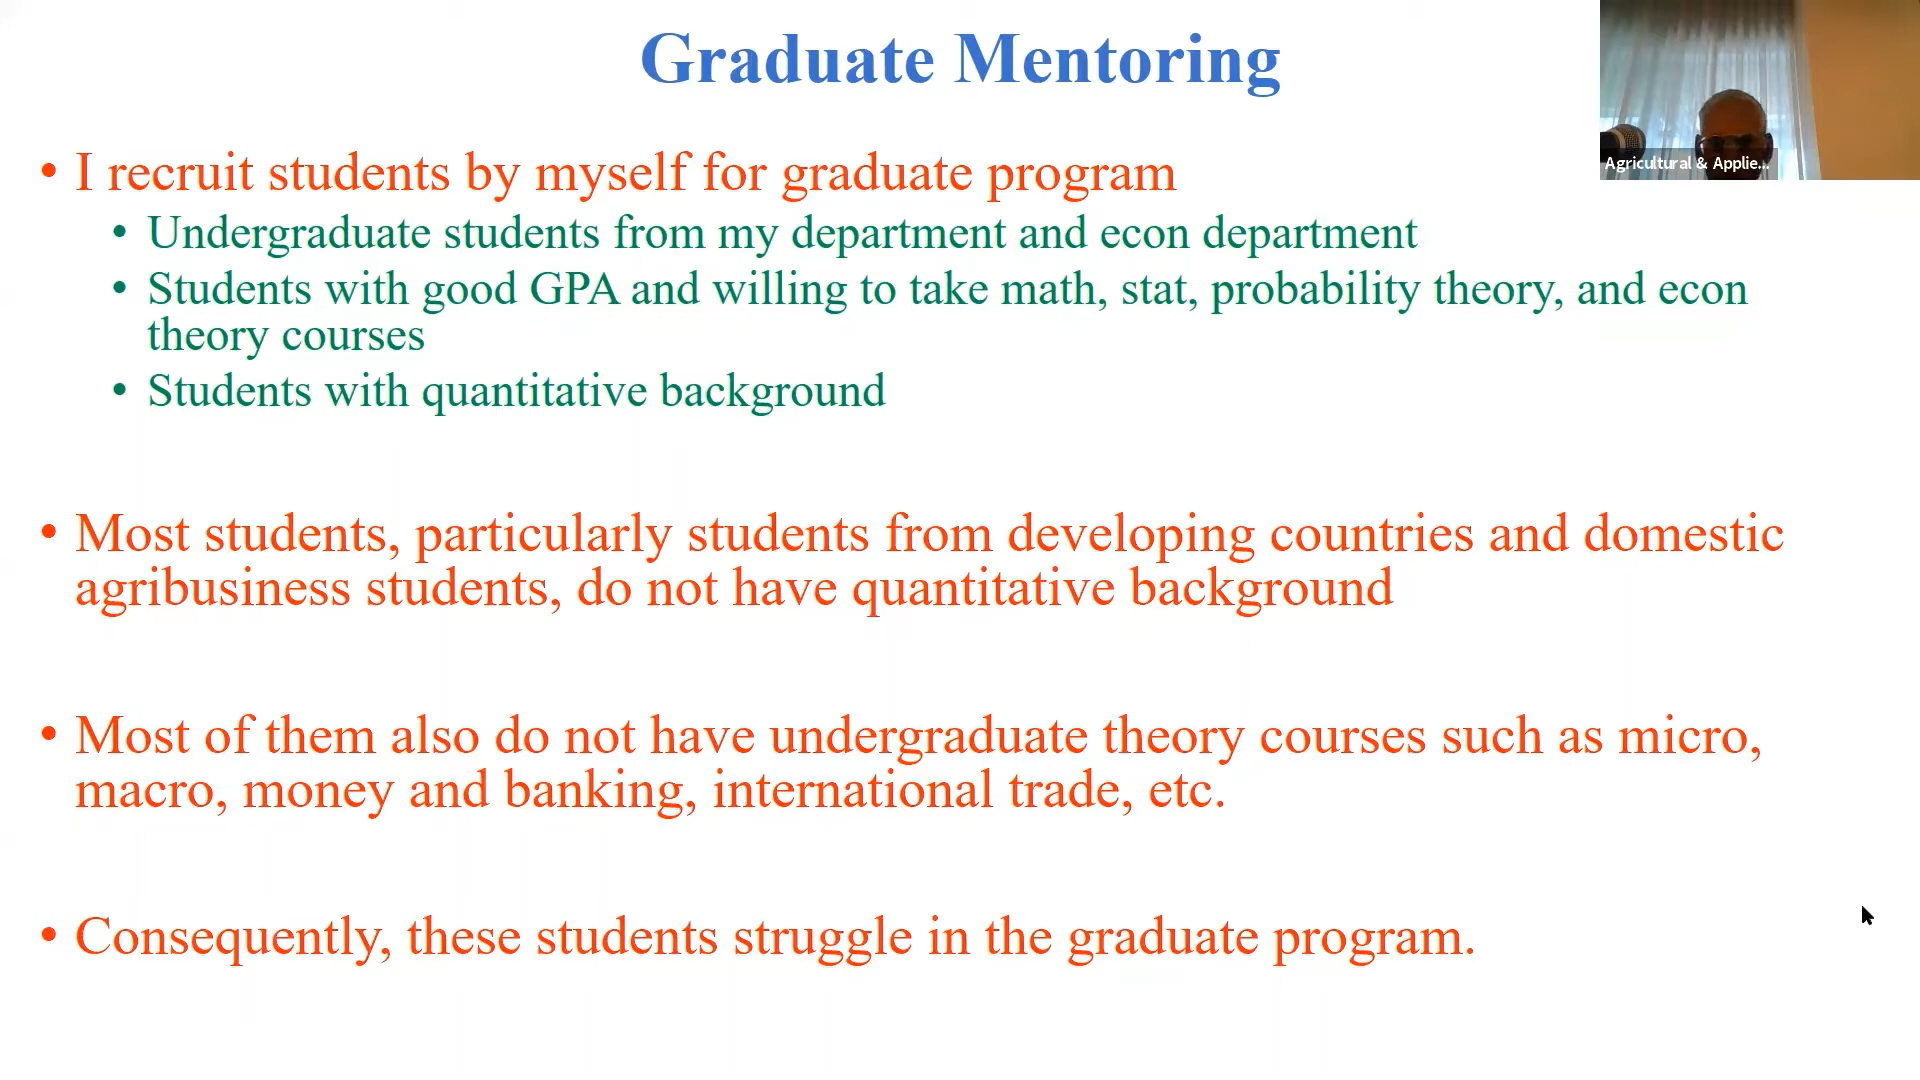 Graduate Mentoring
Agricultural & Applie...
• I recruit students by myself for graduate program
• Undergraduate students from my department and econ department
• Students with good GPA and willing to take math, stat, probability theory, and econ
theory courses
• Students with quantitative background
• Most students, particularly students from developing countries and domestic
agribusiness students, do not have quantitative background
• Most of them also do not have undergraduate theory courses such as micro,
macro, money and banking, international trade, etc.
• Consequently, these students struggle in the graduate program.